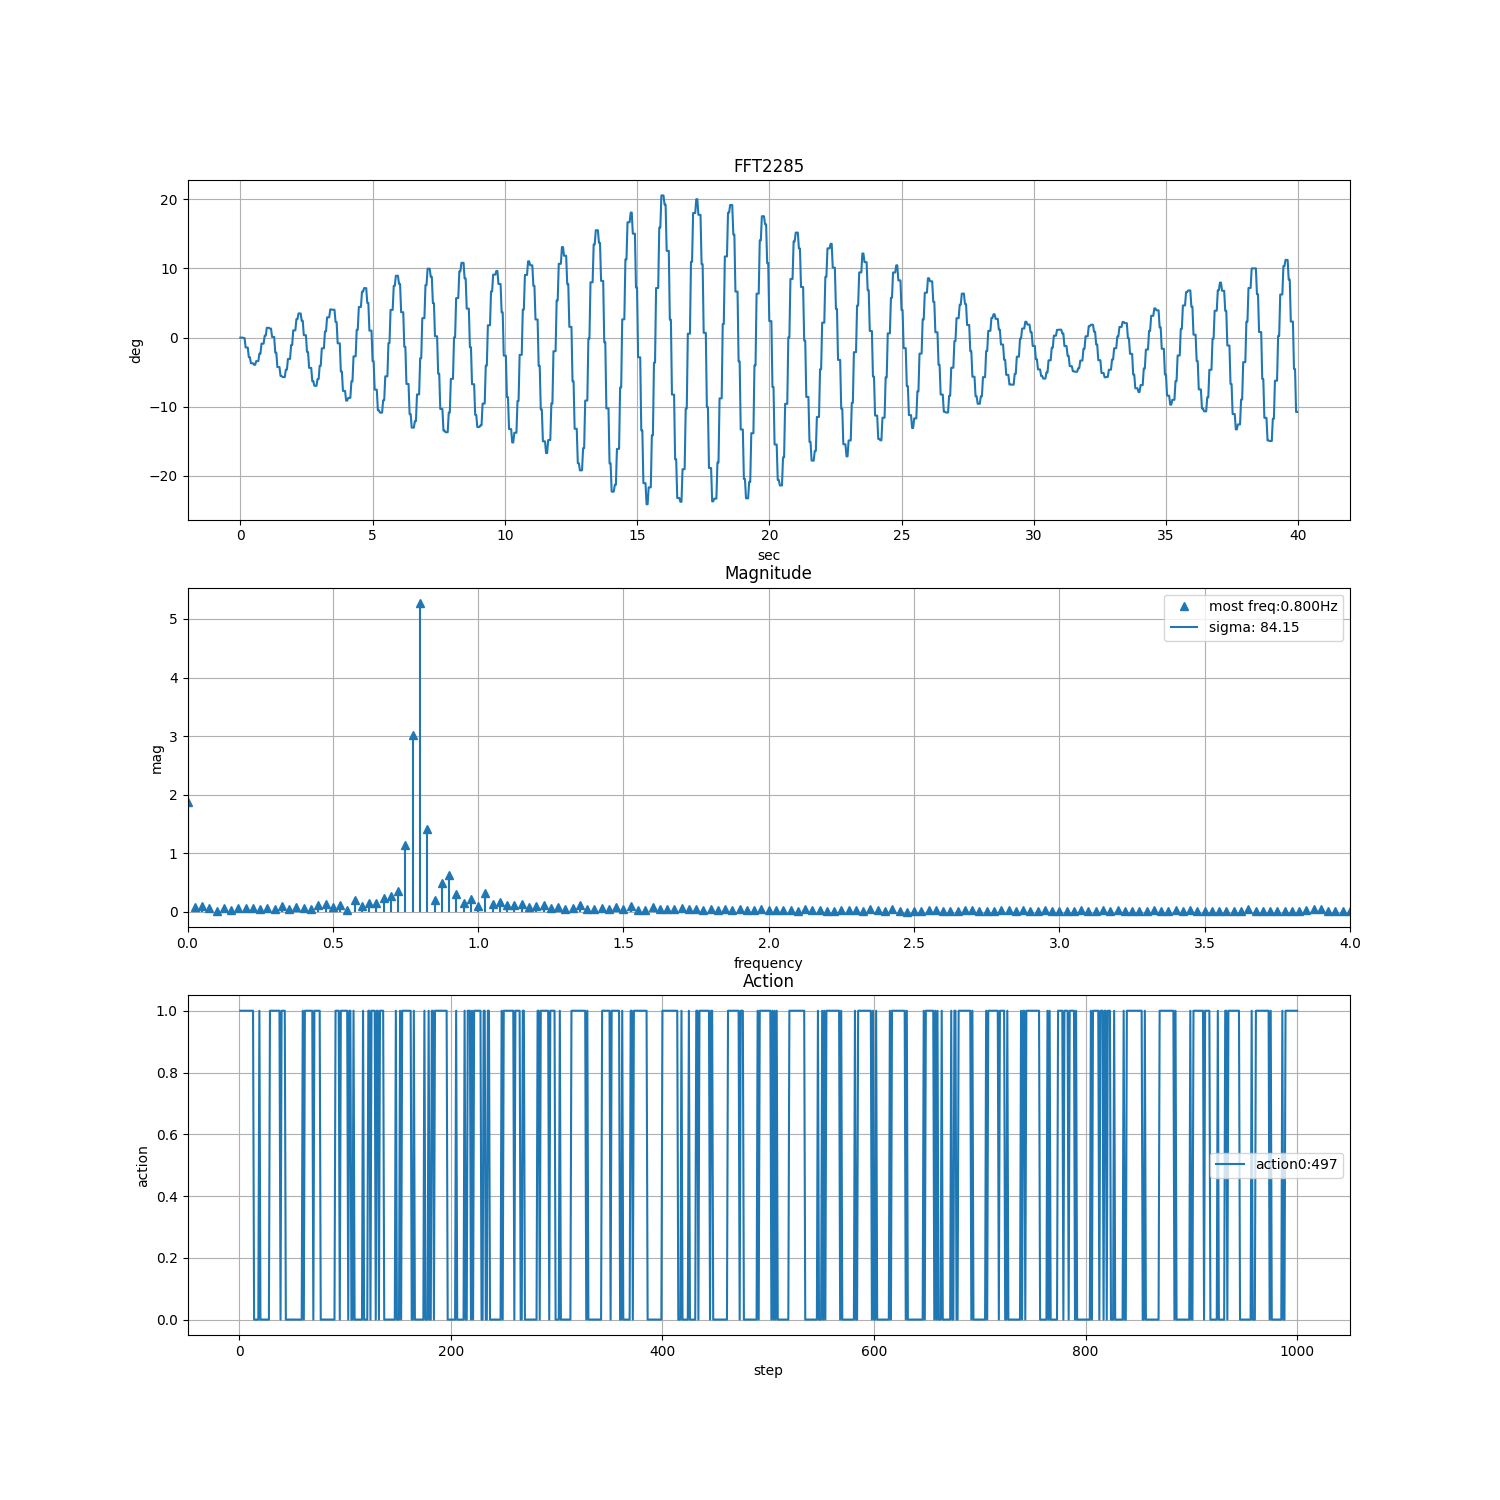 FFT2285
20
10
0
−10
−20
deg
0 5 10 15 20 25 30 35 40
sec
Magnitude
5
4
3
2
1
0
mag
most freq:0.800Hz
sigma: 84.15
0.0 0.5 1.0 1.5 2.0 2.5 3.0 3.5 4.0
frequency
Action
1.0
0.8
0.6
0.4
0.2
0.0
action
action0:497
0 200 400 600 800 1000
step